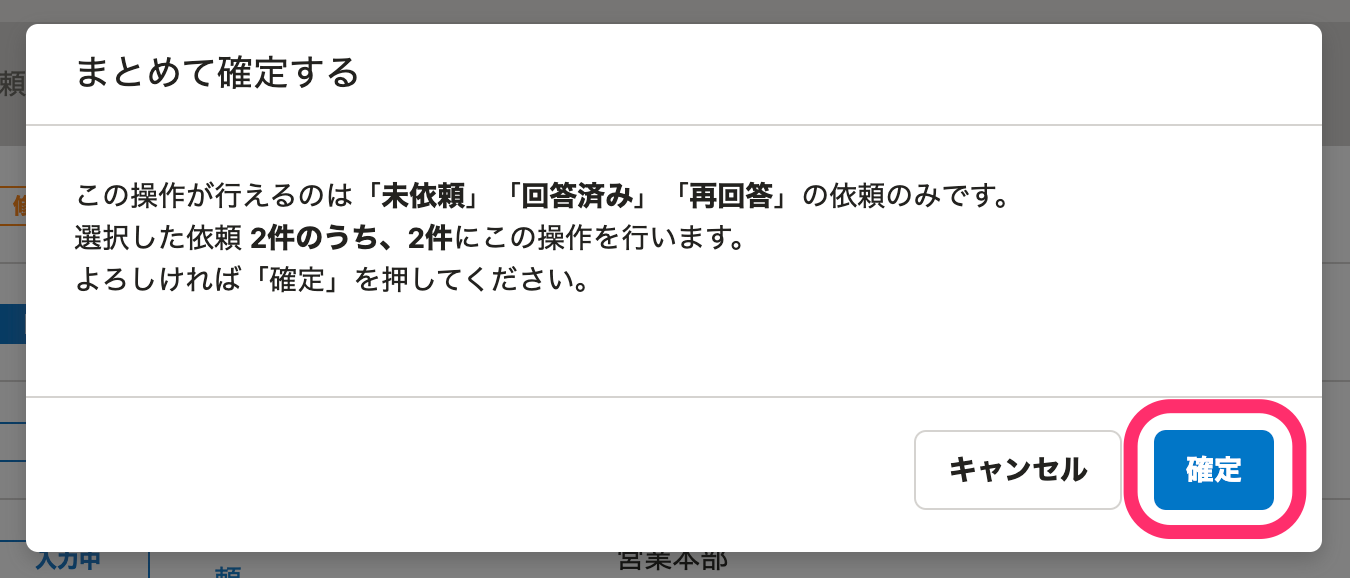 まとめて確定する
頼
この操作が行えるのは「未依頼」「回答済み」「再回答」の依頼のみです。
選択した依頼 2件のうち、2件にこの操作を行います。
よろしければ「確定」を押してください。
キャンセル
確定
入力中
営業本部
頼